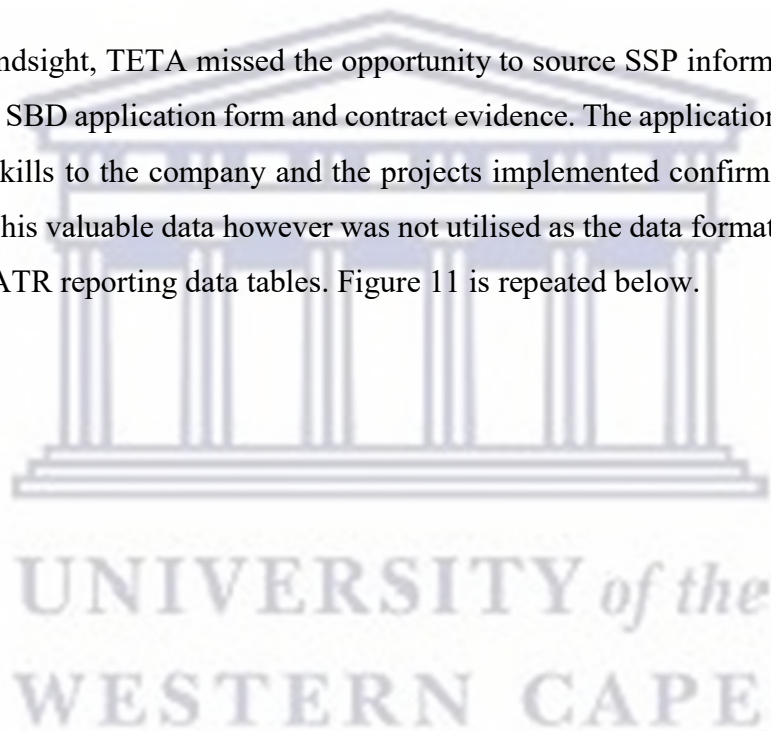 ndsight, TETA missed the opportunity to source SSP inform
SBD application form and contract evidence. The application
kills to the company and the projects implemented confirm
his valuable data however was not utilised as the data format
ATR reporting data tables. Figure 11 is repeated below.
UNIVERSITY of the
WESTERN CAPE